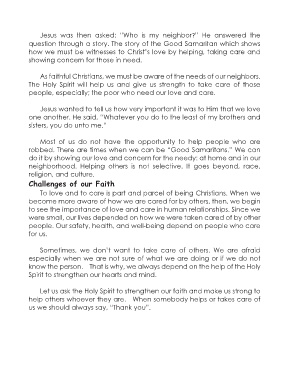 Jesus was then asked: "Who is my neighbor?" He answered the
question through a story. The story of the Good Samaritan which shows
how we must be witnesses to Christ's love by helping, taking care and
showing concern for those in need.
As faithful Christians, we must be aware of the needs of our neighbors.
The Holy Spirit will help us and give us strength to take care of those
people, especially; the poor who need our love and care.
Jesus wanted to tell us how very important it was to Him that we love
one another. He said, "Whatever you do to the least of my brothers and
sisters, you do unto me."
Most of us do not have the opportunity to help people who are
robbed. There are times when we can be "Good Samaritans." We can
do it by showing our love and concern for the needy; at home and in our
neighborhood. Helping others is not selective. It goes beyond, race,
religion, and culture.
Challenges of our Faith
To love and to care is part and parcel of being Christians. When we
become more aware of how we are cared for by others, then, we begin
to see the importance of love and care in human relationships. Since we
were small, our lives depended on how we were taken cared of by other
people. Our safety, health, and well-being depend on people who care
for us.
Sometimes, we don't want to take care of others. We are afraid
especially when we are not sure of what we are doing or if we do not
know the person. That is why, we always depend on the help of the Holy
Spirit to strengthen our hearts and mind.
Let us ask the Holy Spirit to strengthen our faith and make us strong to
help others whoever they are. When somebody helps or takes care of
us we should always say, "Thank you".